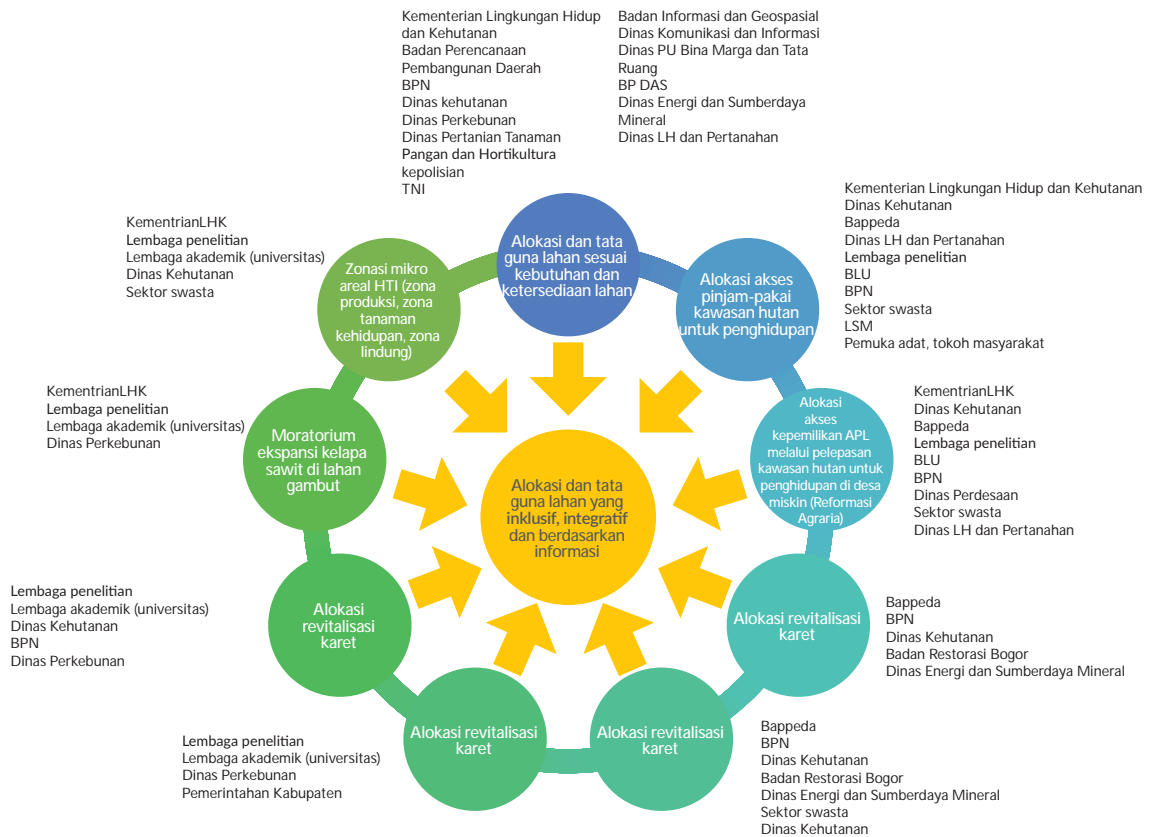 Kementerian Lingkungan Hidup
dan Kehutanan
Badan Perencanaan
Pembangunan Daerah
BPN
Dinas kehutanan
Dinas Perkebunan
Dinas Pertanian Tanaman
Pangan dan Hortikultura
kepolisian
TNI
Badan Informasi dan Geospasial
Dinas Komunikasi dan Informasi
Dinas PU Bina Marga dan Tata
Ruang
BP DAS
Dinas Energi dan Sumberdaya
Mineral
Dinas LH dan Pertanahan
Alokasi dan tata
guna lahan sesuai
kebutuhan dan
ketersediaan lahan
Kementerian Lingkungan Hidup dan Kehutanan
Dinas Kehutanan
Bappeda
Dinas LH dan Pertanahan
Lembaga penelitian
BLU
BPN
Sektor swasta
LSM
Pemuka adat, tokoh masyarakat
Alokasi akses
pinjam-pakai
kawasan hutan
untuk penghidupan
KementrianLHK
Dinas Kehutanan
Bappeda
Lembaga penelitian
BLU
BPN
Dinas Perdesaan
Sektor swasta
Dinas LH dan Pertanahan
Alokasi
akses
kepemilikan APL
melalui pelepasan
kawasan hutan untuk
penghidupan di desa
miskin (Reformasi
Agraria)
Bappeda
BPN
Dinas Kehutanan
Badan Restorasi Bogor
Dinas Energi dan Sumberdaya Mineral
Alokasi revitalisasi
karet
Bappeda
BPN
Dinas Kehutanan
Badan Restorasi Bogor
Dinas Energi dan Sumberdaya Mineral
Sektor swasta
Dinas Kehutanan
Alokasi revitalisasi
karet
Lembaga penelitian
Lembaga akademik (universitas)
Dinas Perkebunan
Pemerintahan Kabupaten
Alokasi revitalisasi
karet
Lembaga penelitian
Lembaga akademik (universitas)
Dinas Kehutanan
BPN
Dinas Perkebunan
Alokasi
revitalisasi
karet
KementrianLHK
Lembaga penelitian
Lembaga akademik (universitas)
Dinas Perkebunan
Moratorium
ekspansi kelapa
sawit di lahan
gambut
KementrianLHK
Lembaga penelitian
Lembaga akademik (universitas)
Dinas Kehutanan
Sektor swasta
Zonasi mikro
areal HTI (zona
produksi, zona
tanaman
kehidupan, zona
lindung)
Alokasi dan tata
guna lahan yang
inklusif, integratif
dan berdasarkan
informasi